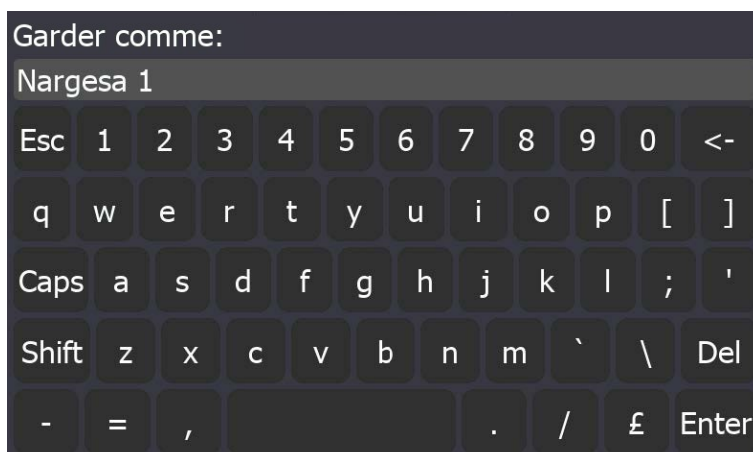 Garder comme:
Nargesa 1
Esc 1 2 3 4 5 6 7 8 9 0 <-
q w e r t y u i o p [ ]
Caps a s d f g h j k l ; '
Shift z x c v b n m ` \ Del
- = , . / £ Enter